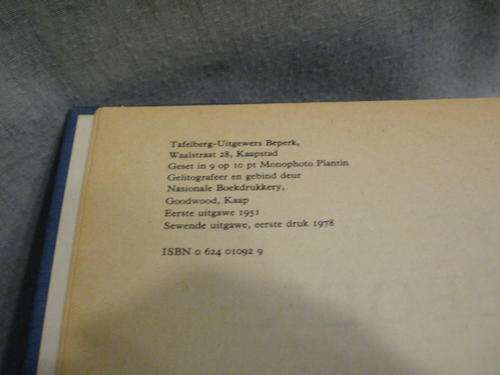 Tafelberg-Uitgewers Beperk,
Waalstraat 28, Kaapstad
Geset in 9 op 10 pt Monophoto Plantin
Gelitografeer en gebind deur
Nasionale Boekdrukkery,
Goodwood, Kaap
Eerste uitgawe 1951
Sewende uitgawe, eerste druk 1978
ISBN 0 624 01092 9